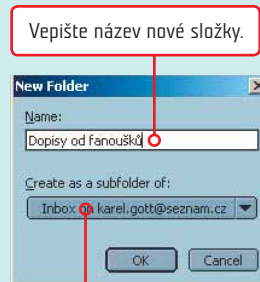 Vepište název nové složky.
New Folder
Name:
Dopisy od fanoušků
Create as a subfolder of:
Inbox on karel.gott@seznam.cz
OK
Cancel